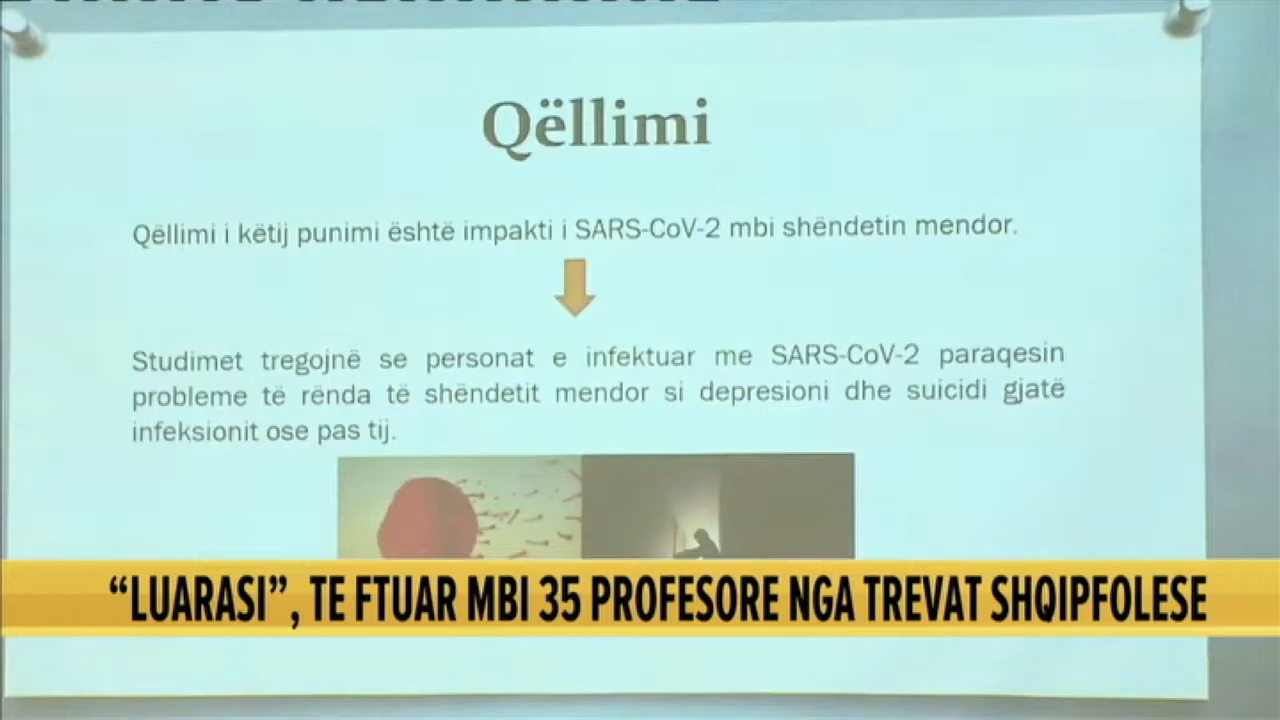 Qëllimi
Qëllimi i këtij punimi është impakti i SARS-CoV-2 mbi shëndetin mendor.
Studimet tregojnë se personat e infektuar me SARS-CoV-2 paraqesin
probleme të rënda të shëndetit mendor si depresioni dhe suicidi gjatë
infeksionit ose pas tij.
“LUARASI”, TE FTUAR MBI 35 PROFESORE NGA TREVAT SHQIPFOLESE